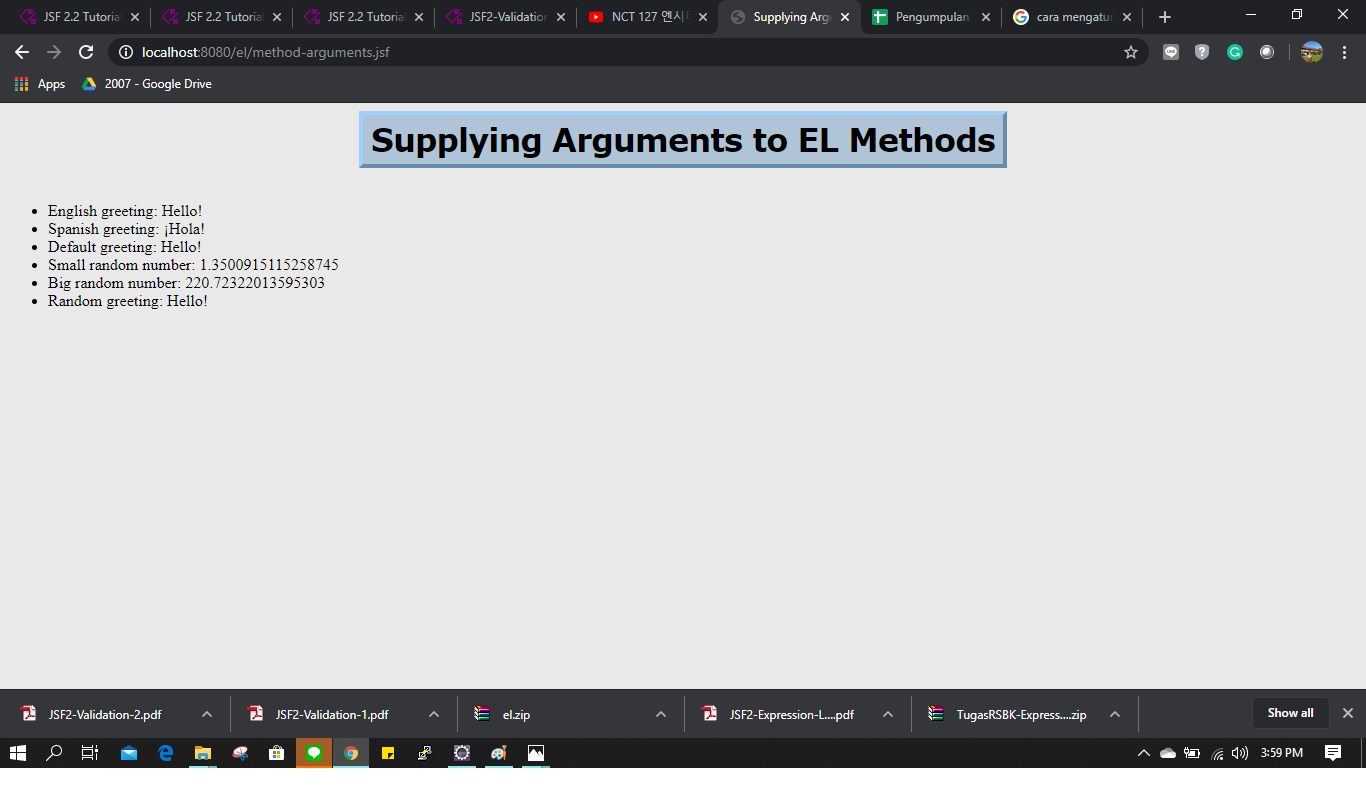 JSF 2.2 Tutorial JSF 2.2 Tutorial JSF 2.2 Tutorial JSF2-Validation NCT 127 엔시티 Supplying Arg Pengumpulan cara mengatur
localhost:8080/el/method-arguments.jsf
Apps 2007 - Google Drive
Supplying Arguments to EL Methods
English greeting: Hello!
Spanish greeting: ¡Hola!
Default greeting: Hello!
Small random number: 1.3500915115258745
Big random number: 220.72322013595303
Random greeting: Hello!
JSF2-Validation-2.pdf JSF2-Validation-1.pdf el.zip JSF2-Expression-L....pdf TugasRSBK-Express....zip Show all
3:59 PM